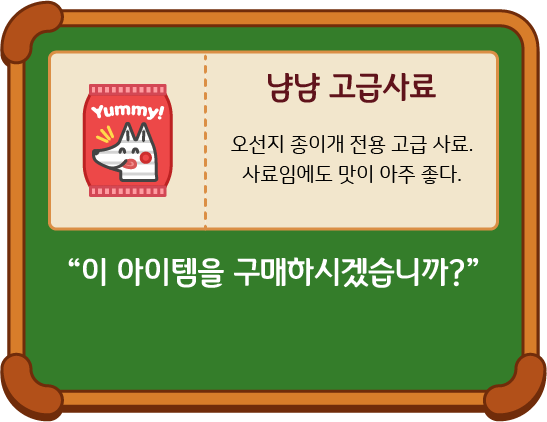 Yummy!
냥냥 고급사료
오선지 종이개 전용 고급 사료.
사료임에도 맛이 아주 좋다.
“이 아이템을 구매하시겠습니까?”